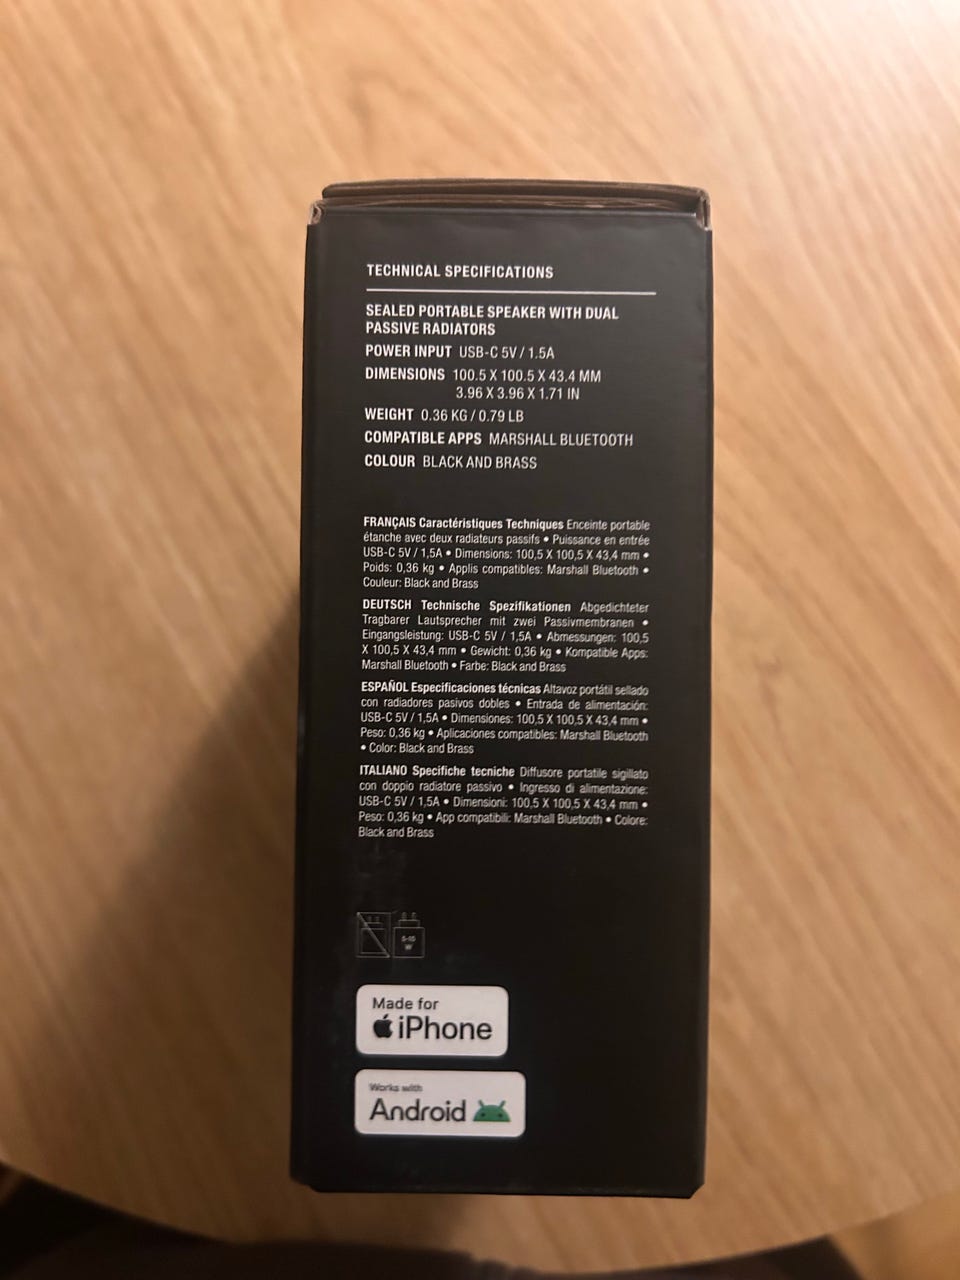 TECHNICAL SPECIFICATIONS
SEALED PORTABLE SPEAKER WITH DUAL
PASSIVE RADIATORS
POWER INPUT USB-C 5V / 1.5A
DIMENSIONS 100.5 X 100.5 X 43.4 MM
3.96 X 3.96 X 1.71 IN
WEIGHT 0.36 KG / 0.79 LB
COMPATIBLE APPS MARSHALL BLUETOOTH
COLOUR BLACK AND BRASS
FRANÇAIS Caractéristiques Techniques Enceinte portable
étanche avec deux radiateurs passifs • Puissance en entrée
USB-C 5V / 1,5A • Dimensions: 100,5 X 100,5 X 43,4 mm •
Poids: 0,36 kg • Applis compatibles: Marshall Bluetooth •
Couleur: Black and Brass
DEUTSCH Technische Spezifikationen Abgedichteter
Tragbarer Lautsprecher mit zwei Passivmembranen •
Eingangsleistung: USB-C 5V / 1,5A • Abmessungen: 100,5
X 100,5 X 43,4 mm • Gewicht: 0,36 kg • Kompatible Apps:
Marshall Bluetooth • Farbe: Black and Brass
ESPAÑOL Especificaciones técnicas Altavoz portátil sellado
con radiadores pasivos dobles • Entrada de alimentación:
USB-C 5V / 1,5A • Dimensiones: 100,5 X 100,5 X 43,4 mm •
Peso: 0,36 kg • Aplicaciones compatibles: Marshall Bluetooth
• Color: Black and Brass
ITALIANO Specifiche tecniche Diffusore portatile sigillato
con doppio radiatore passivo • Ingresso di alimentazione:
USB-C 5V / 1,5A • Dimensioni: 100,5 X 100,5 X 43,4 mm •
Peso: 0,36 kg • App compatibili: Marshall Bluetooth • Colore:
Black and Brass
5-10
W
Made for
iPhone
Works with
Android